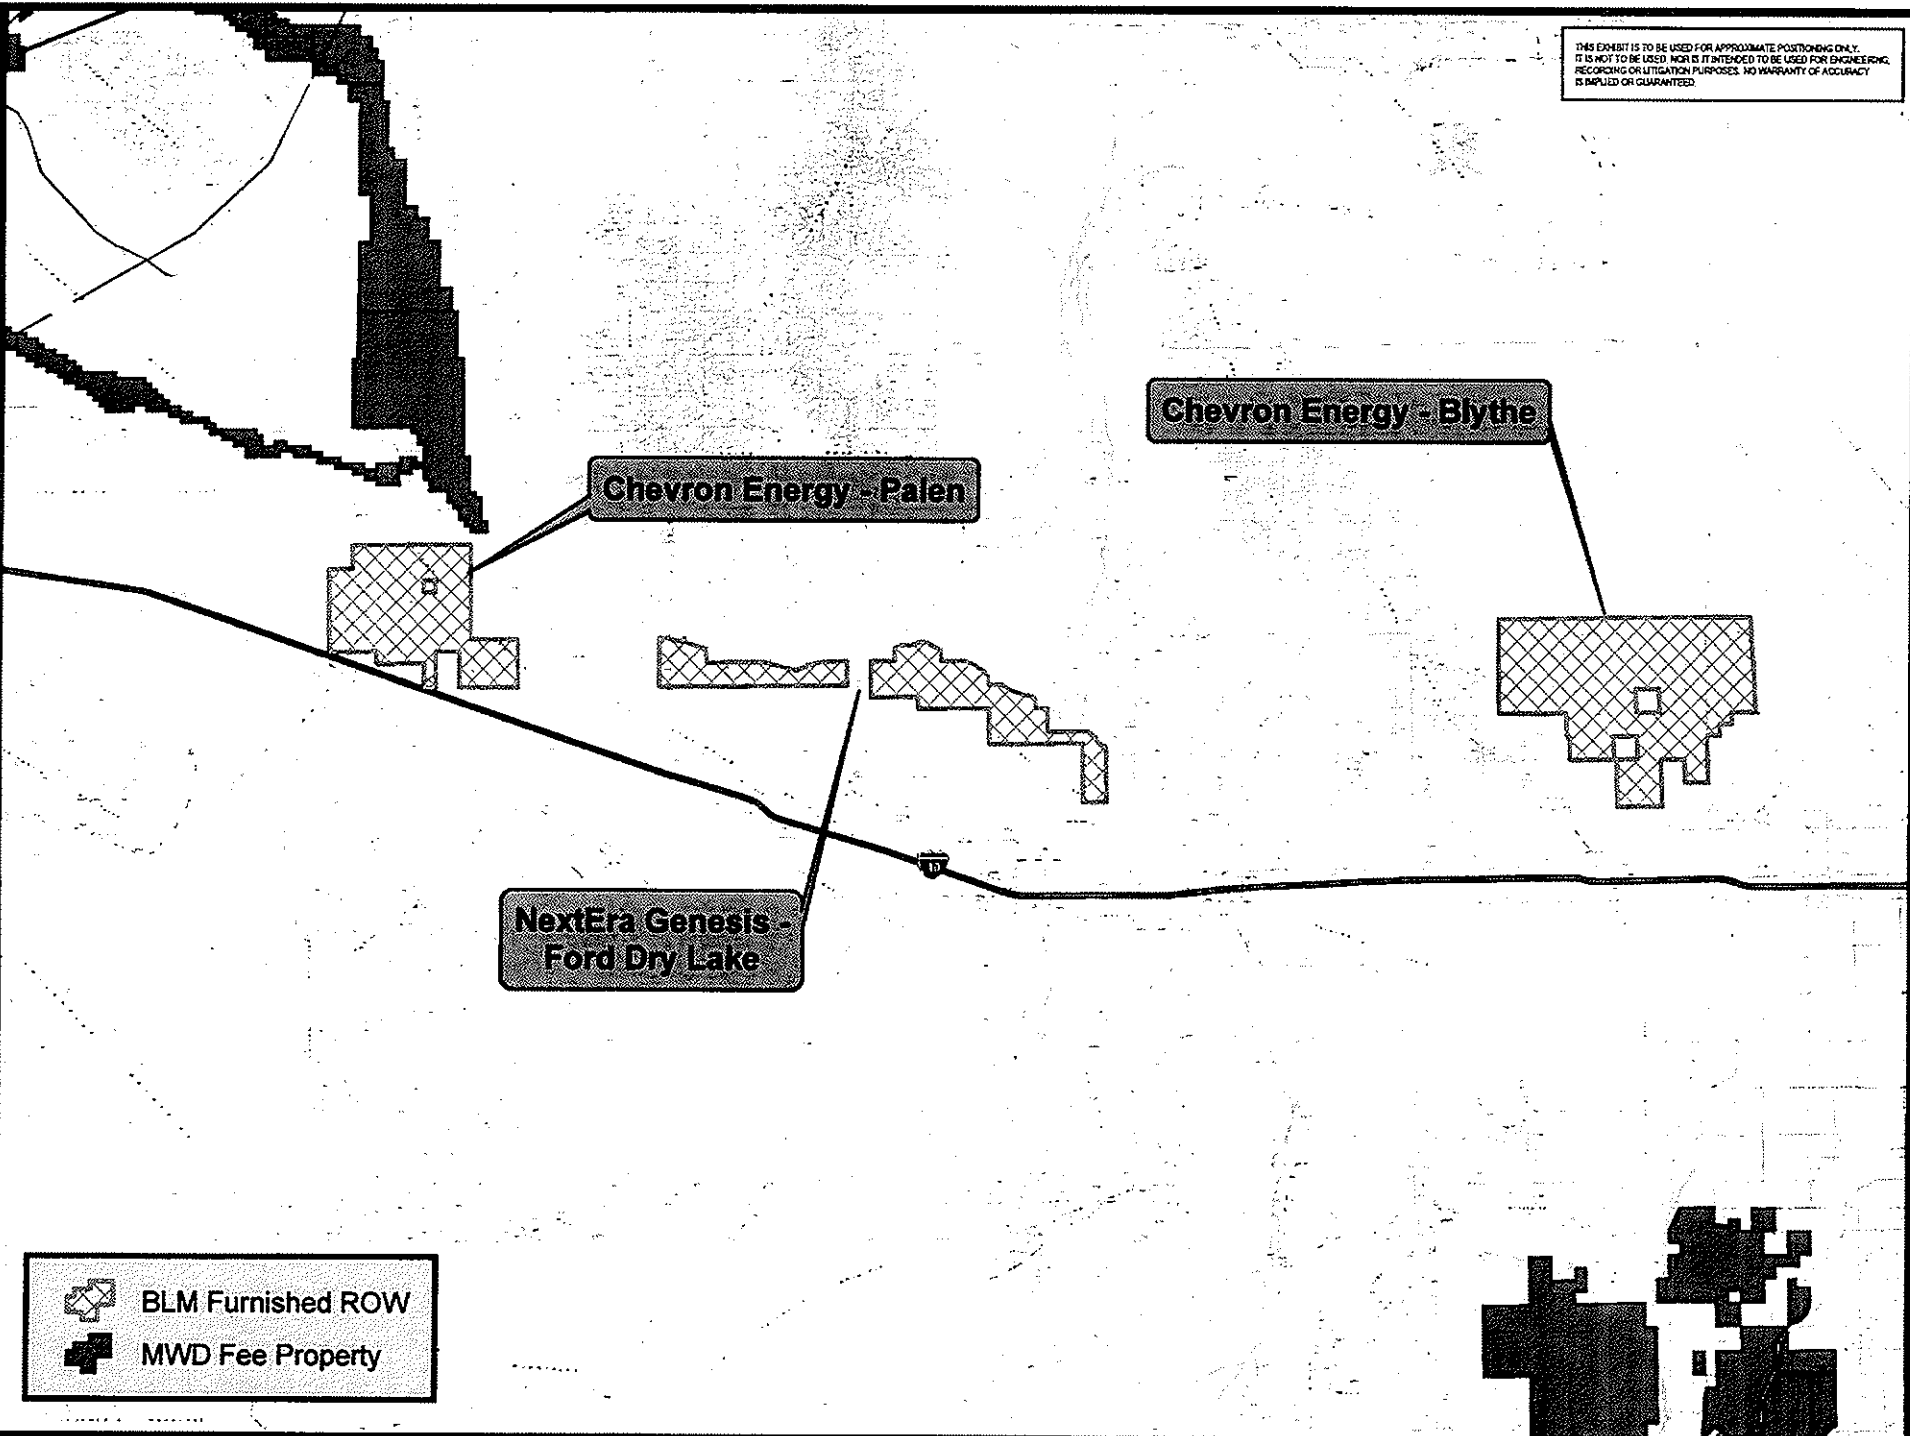 THIS EXHIBIT IS TO BE USED FOR APPROXIMATE POSITIONING ONLY.
IT IS NOT TO BE USED, NOR IS IT INTENDED TO BE USED FOR ENGINEERING,
RECORDING OR LITIGATION PURPOSES. NO WARRANTY OF ACCURACY
IS IMPLIED OR GUARANTEED.
Chevron Energy - Blythe
Chevron Energy - Palen
NextEra Genesis -
Ford Dry Lake
BLM Furnished ROW
MWD Fee Property